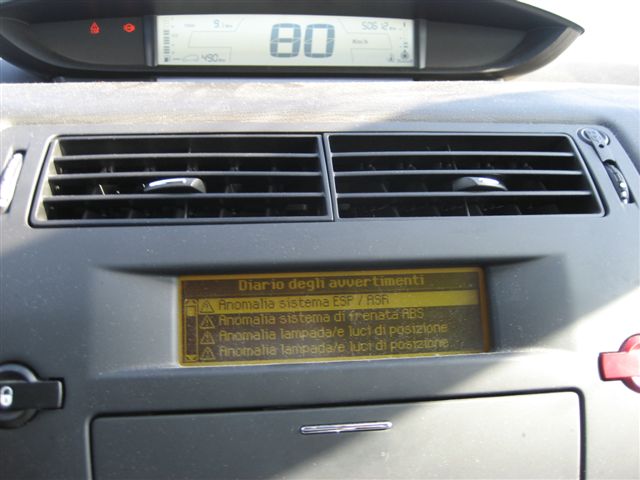 80
Km/h
Diario degli avvertimenti
Anomalia sistema ESP / ASR
Anomalia sistema di frenata ABS
Anomalia lampada/e luci di posizione
Anomalia lampada/e luci di posizione